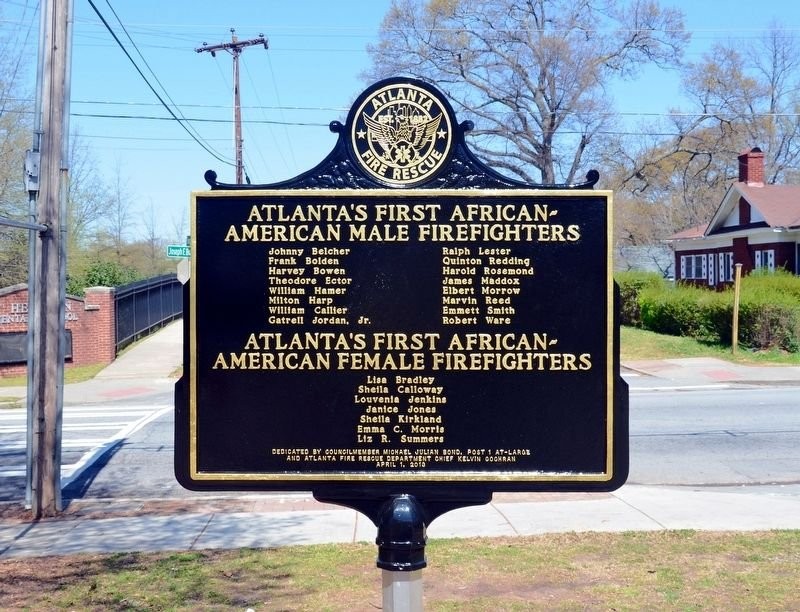 ATLANTA
EST. 1882
FIRE RESCUE
ATLANTA'S FIRST AFRICAN-
AMERICAN MALE FIREFIGHTERS
Johnny Belcher
Frank Bolden
Harvey Bowen
Theodore Ector
William Hamer
Milton Harp
William Callier
Gatrell Jordan, Jr.
Ralph Lester
Quinton Redding
Harold Rosemond
James Maddox
Elbert Morrow
Marvin Reed
Emmett Smith
Robert Ware
ATLANTA'S FIRST AFRICAN-
AMERICAN FEMALE FIREFIGHTERS
Lisa Bradley
Sheila Calloway
Louvenia Jenkins
Janice Jones
Sheila Kirkland
Emma C. Morris
Liz R. Summers
DEDICATED BY COUNCILMEMBER MICHAEL JULIAN BOND, POST 1 AT-LARGE
AND ATLANTA FIRE RESCUE DEPARTMENT CHIEF KELVIN COCHRAN
APRIL 1, 2013
Joseph E